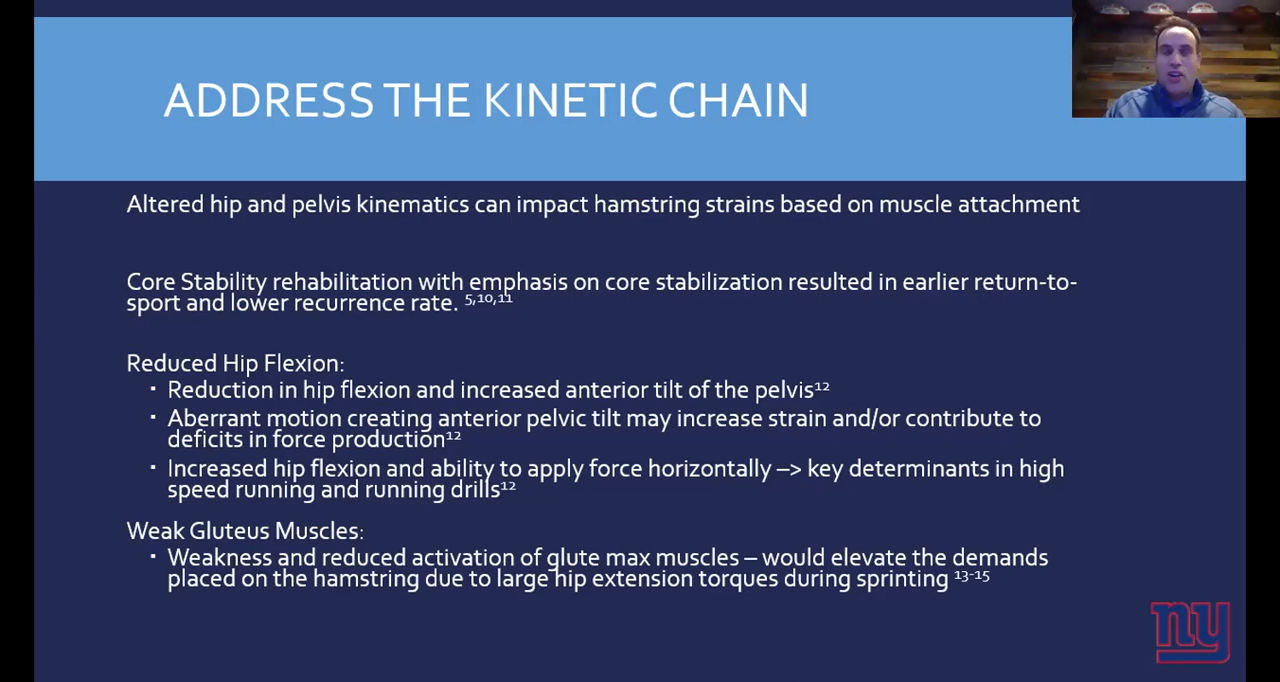 ADDRESS THE KINETIC CHAIN
Altered hip and pelvis kinematics can impact hamstring strains based on muscle attachment
Core Stability rehabilitation with emphasis on core stabilization resulted in earlier return-to-
sport and lower recurrence rate. 5,10,11
Reduced Hip Flexion:
▪ Reduction in hip flexion and increased anterior tilt of the pelvis12
▪ Aberrant motion creating anterior pelvic tilt may increase strain and/or contribute to
deficits in force production12
▪ Increased hip flexion and ability to apply force horizontally –> key determinants in high
speed running and running drills12
Weak Gluteus Muscles:
▪ Weakness and reduced activation of glute max muscles – would elevate the demands
placed on the hamstring due to large hip extension torques during sprinting 13-15
ny